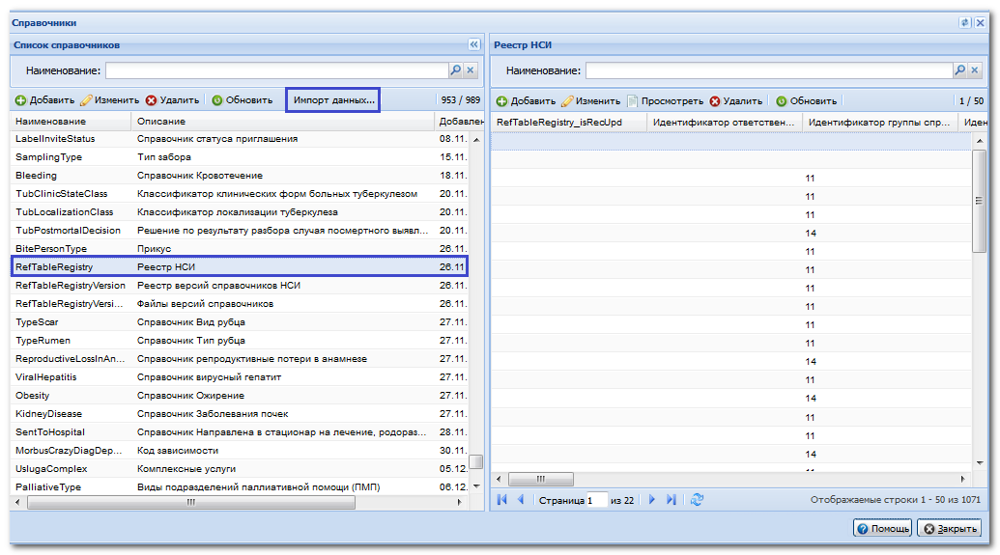 Справочники
Список справочников
Наименование:
Добавить Изменить Удалить Обновить Импорт данных... 953 / 989
Наименование Описание Добавлен
LabelInviteStatus Справочник статуса приглашения 08.11.
SamplingType Тип забора 15.11.
Bleeding Справочник Кровотечение 18.11.
TubClinicStateClass Классификатор клинических форм больных туберкулезом 20.11.
TubLocalizationClass Классификатор локализации туберкулеза 20.11.
TubPostmortalDecision Решение по результату разбора случая посмертного выявл... 20.11.
BitePersonType Прикус 26.11.
RefTableRegistry Реестр НСИ 26.11.
RefTableRegistryVersion Реестр версий справочников НСИ 26.11.
RefTableRegistryVersi... Файлы версий справочников 26.11.
TypeScar Справочник Вид рубца 27.11.
TypeRumen Справочник Тип рубца 27.11.
ReproductiveLossInAn... Справочник репродуктивные потери в анамнезе 27.11.
ViralHepatitis Справочник вирусный гепатит 27.11.
Obesity Справочник Ожирение 27.11.
KidneyDisease Справочник Заболевания почек 27.11.
SentToHospital Справочник Направлена в стационар на лечение, родораз... 28.11.
MorbusCrazyDiagDep... Код зависимости 30.11.
UslugaComplex Комплексные услуги 05.12.
PalliativeType Виды подразделений паллиативной помощи (ПМП) 06.12.
Реестр НСИ
Наименование:
Добавить Изменить Просмотреть Удалить Обновить 1 / 50
RefTableRegistry_isRecUpd Идентификатор ответствен... Идентификатор группы спр... Иден
11
11
11
14
11
11
11
11
11
11
14
11
14
11
11
14
11
Страница 1 из 22 Отображаемые строки 1 - 50 из 1071
Помощь Закрыть